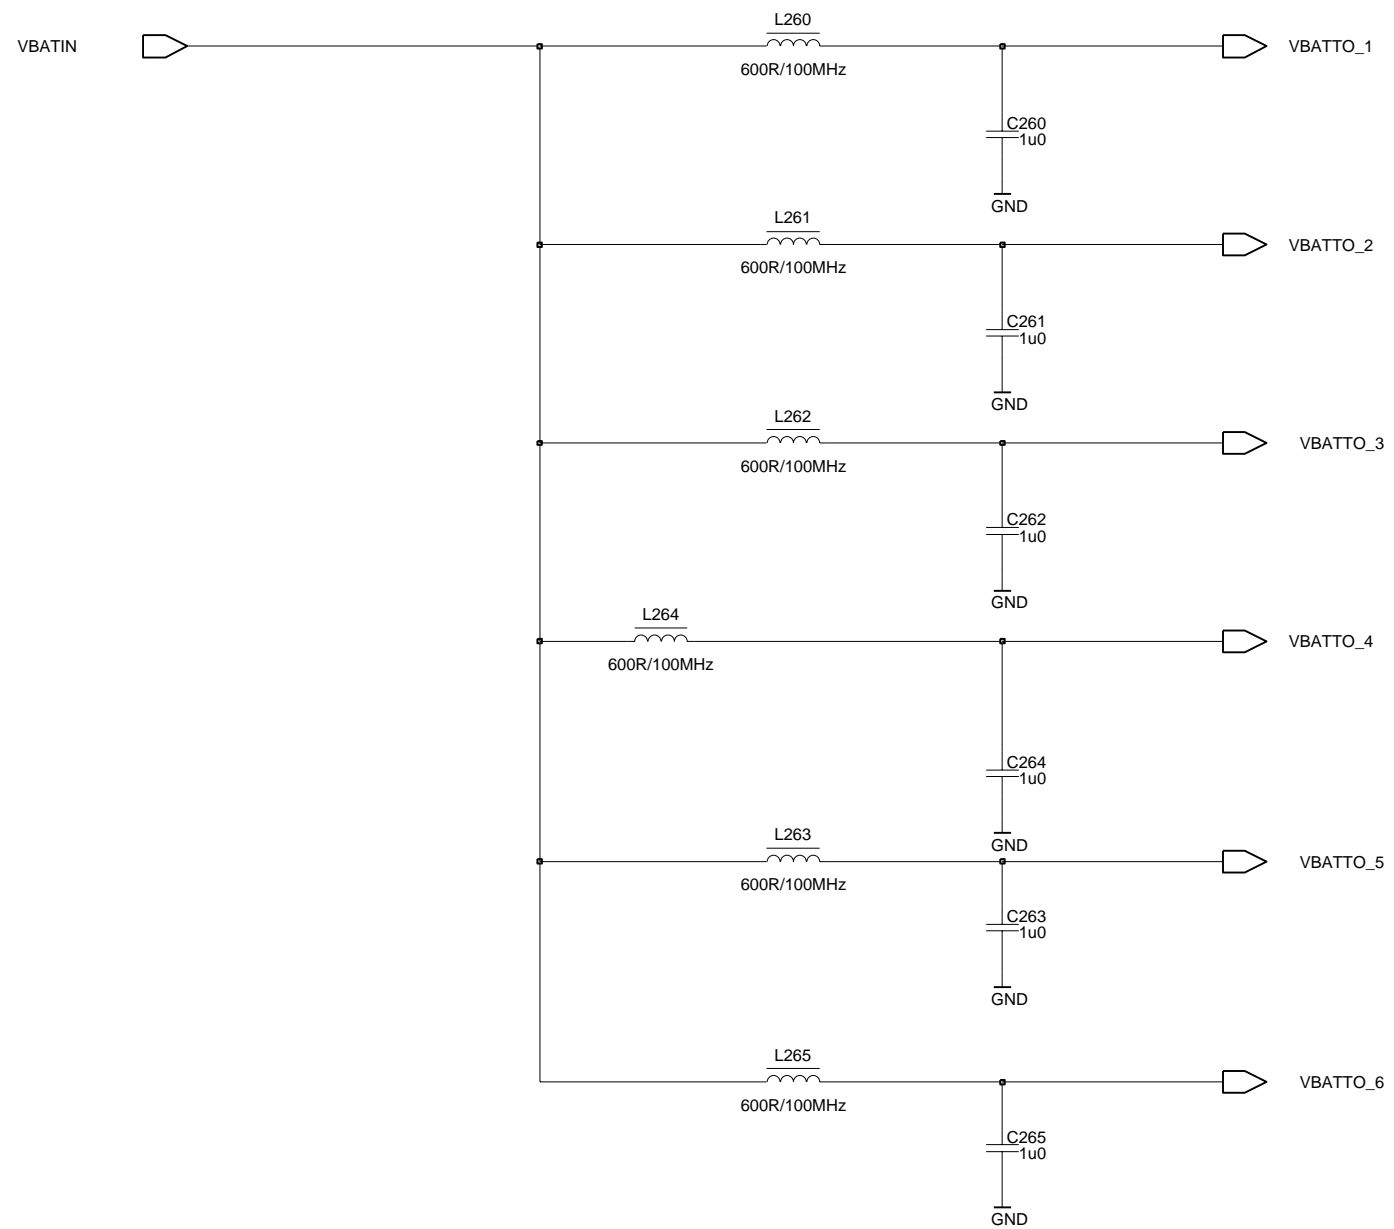 L260
VBATIN
VBATTO_1
600R/100MHz
C260
1u0
GND
L261
VBATTO_2
600R/100MHz
C261
1u0
GND
L262
VBATTO_3
600R/100MHz
C262
1u0
GND
L264
VBATTO_4
600R/100MHz
C264
1u0
L263
GND
VBATTO_5
600R/100MHz
C263
1u0
GND
L265
VBATTO_6
600R/100MHz
C265
1u0
GND